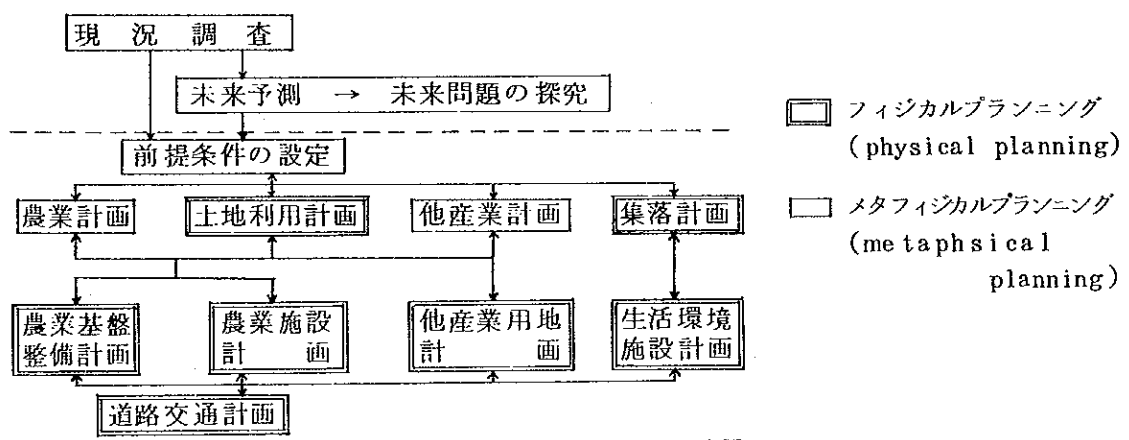 現況調査
未来予測 → 未来問題の探究
前提条件の設定
農業計画
土地利用計画
他産業計画
集落計画
農業基盤
整備計画
農業施設
計画
他産業用地
計画
生活環境
施設計画
道路交通計画
フィジカルプランニング
(physical planning)
メタフィジカルプランニング
(metaphsical
planning)